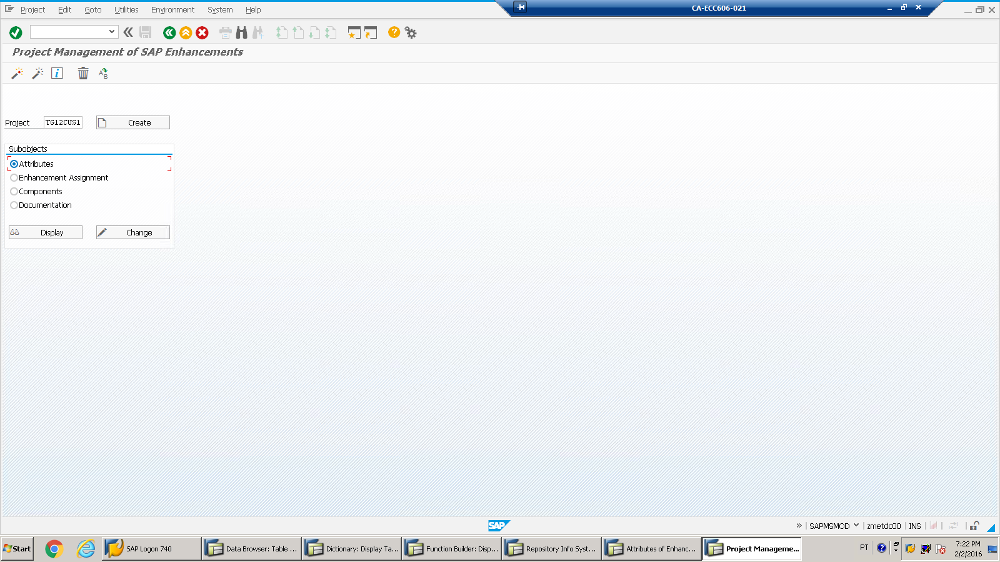 Project Edit Goto Utilities Environment System Help
CA-ECC606-021
Project Management of SAP Enhancements
Project TG12CUS1 Create
Subobjects
Attributes
Enhancement Assignment
Components
Documentation
Display Change
SAP
SAPMSMOD zmetdc00 INS
Start SAP Logon 740 Data Browser: Table ... Dictionary: Display Ta... Function Builder: Disp... Repository Info Syst... Attributes of Enhanc... Project Manageme... PT 7:22 PM
2/2/2016